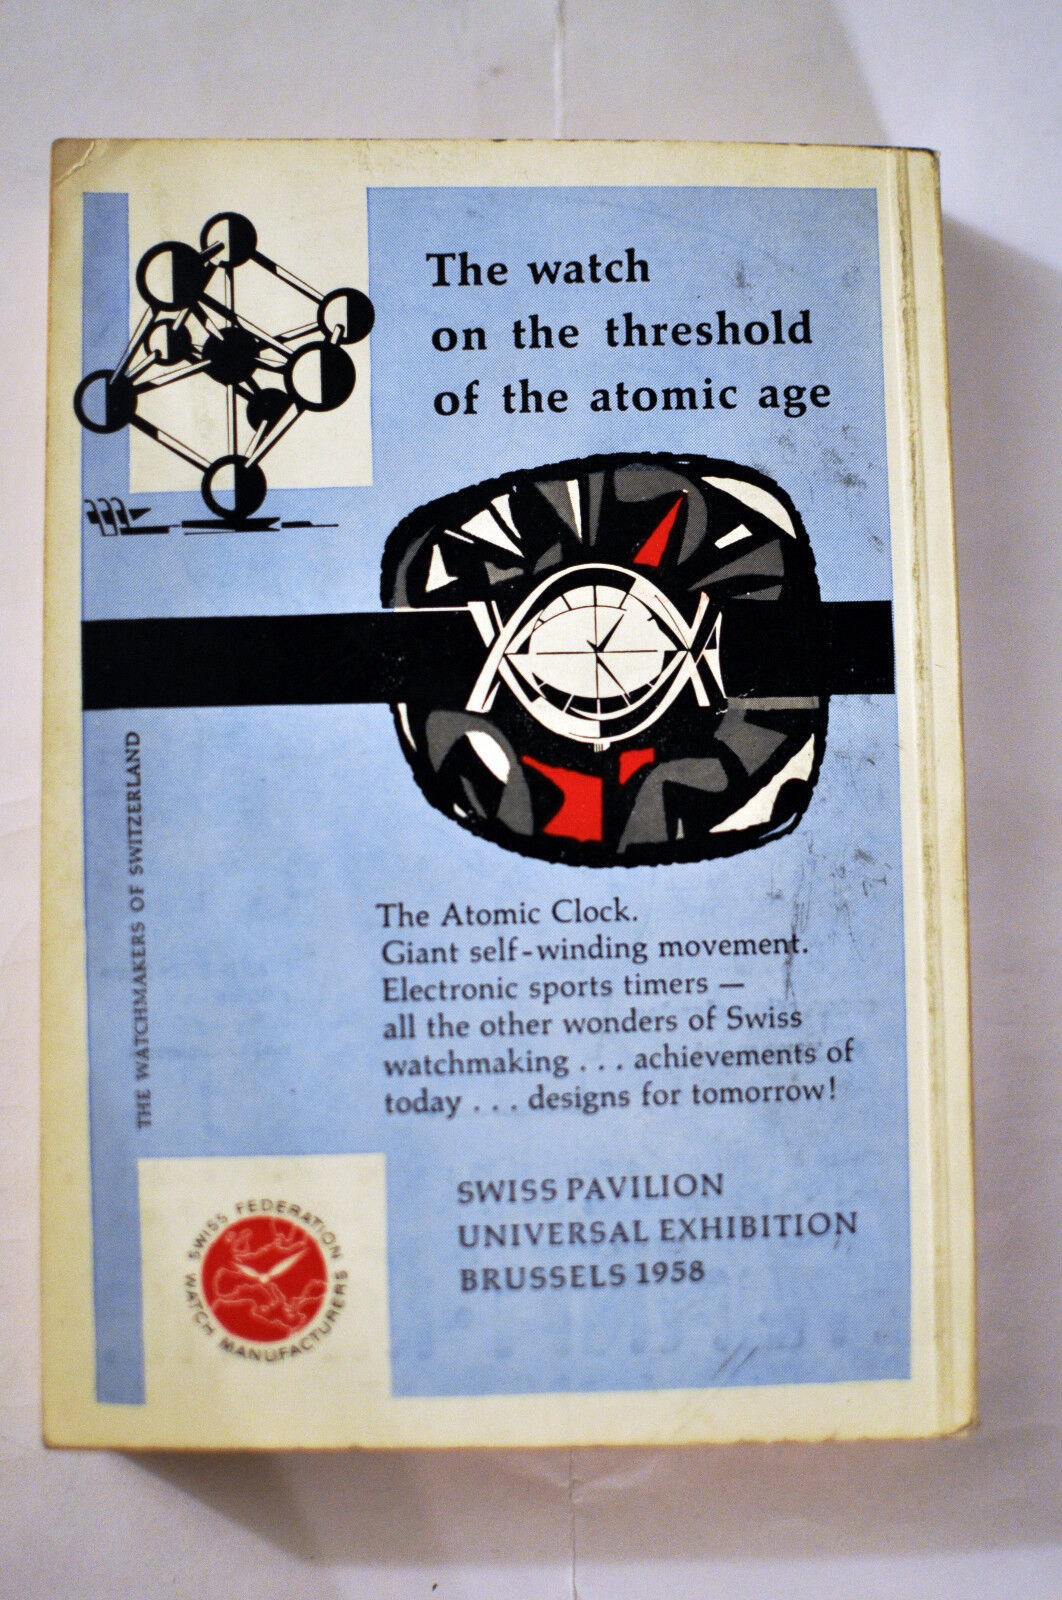 The watch
on the threshold
of the atomic age
THE WATCHMAKERS OF SWITZERLAND
The Atomic Clock.
Giant self-winding movement.
Electronic sports timers —
all the other wonders of Swiss
watchmaking . . . achievements of
today . . . designs for tomorrow!
SWISS FEDERATION
WATCH MANUFACTURERS
SWISS PAVILION
UNIVERSAL EXHIBITION
BRUSSELS 1958